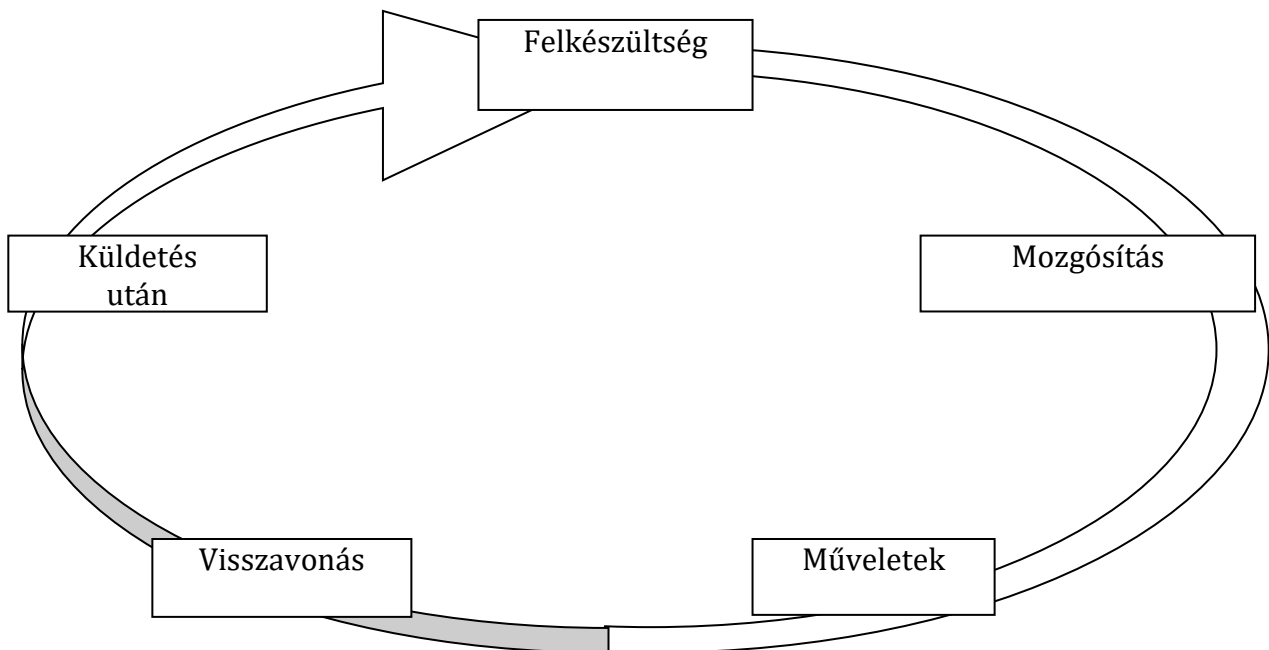 Felkészültség
Küldetés
után
Mozgósítás
Visszavonás
Műveletek